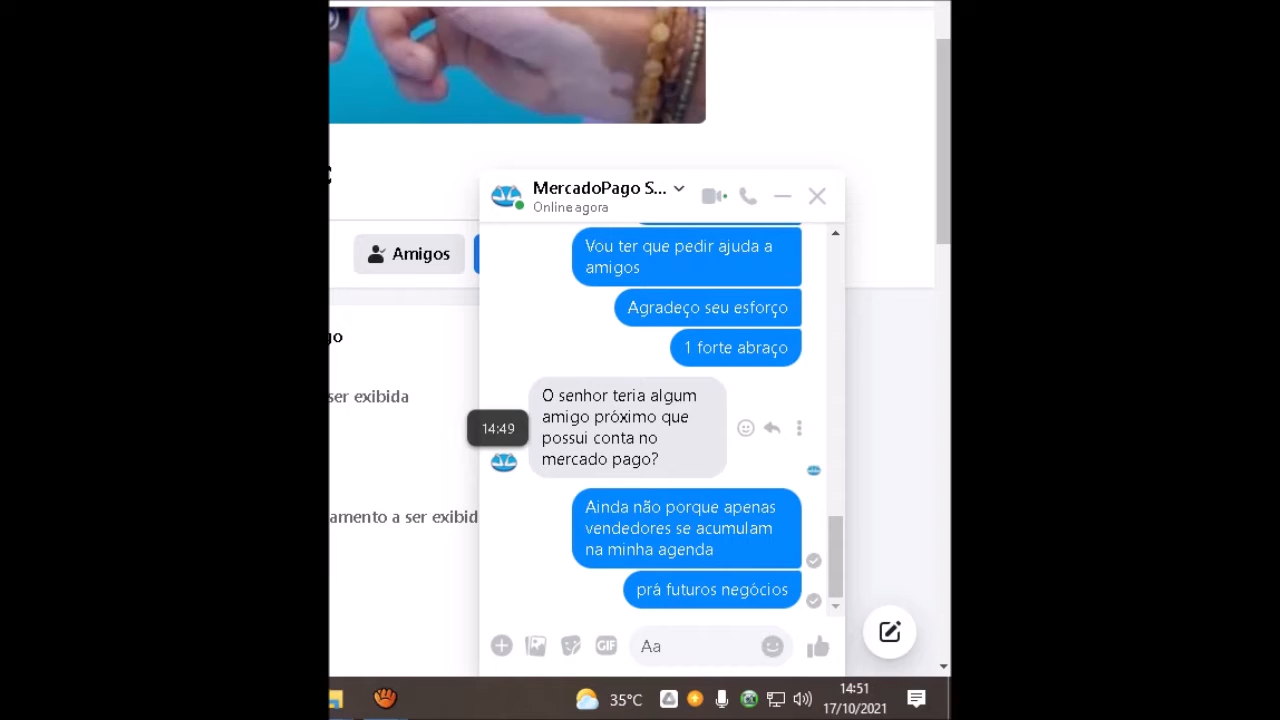 MercadoPago S...
Online agora
Amigos
Vou ter que pedir ajuda a
amigos
Agradeço seu esforço
1 forte abraço
O senhor teria algum
amigo próximo que
possui conta no
mercado pago?
14:49
go
ser exibida
amento a ser exibid
Ainda não porque apenas
vendedores se acumulam
na minha agenda
prá futuros negócios
GIF
Aa
35°C
14:51
17/10/2021